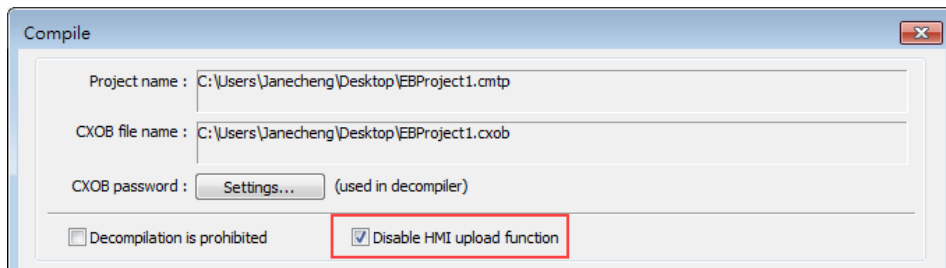 Compile
Project name : C:\Users\Janecheng\Desktop\EBProject1.cmtp
CXOB file name : C:\Users\Janecheng\Desktop\EBProject1.cxob
CXOB password : Settings... (used in decompiler)
Decompilation is prohibited Disable HMI upload function